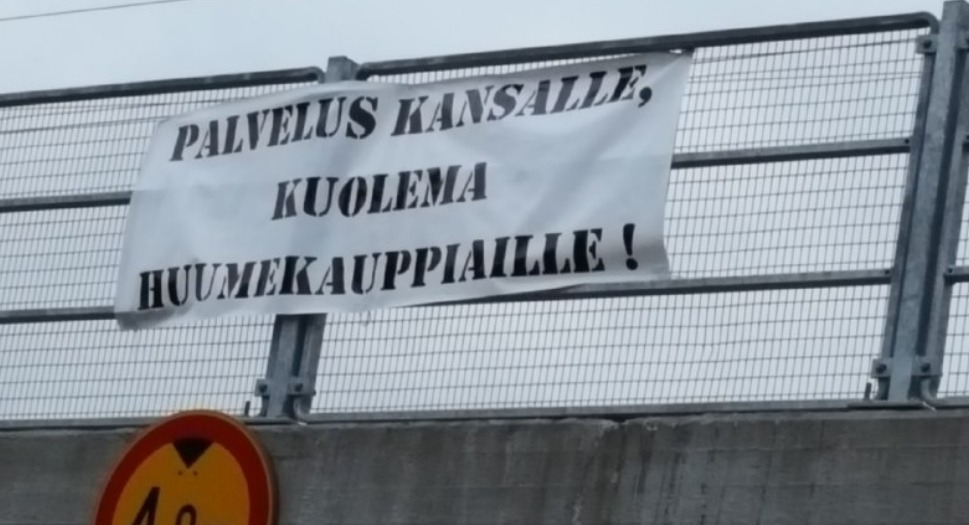 PALVELUS KANSALLE,
KUOLEMA
HUUMEKAUPPIAILLE !